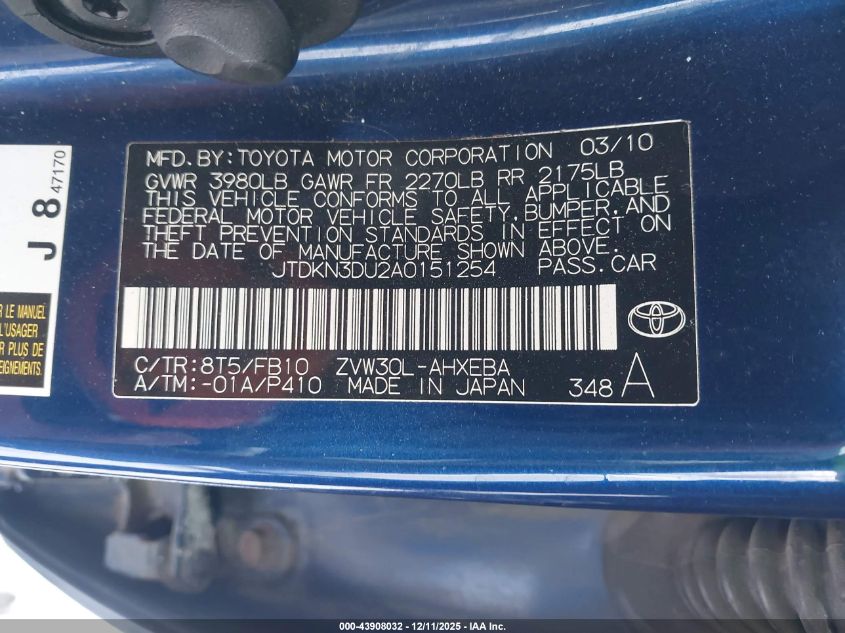 MFD.BY:TOYOTA MOTOR CORPORATION 03/10
GVWR 3980LB GAWR FR 2270LB RR 2175LB
THIS VEHICLE CONFORMS TO ALL APPLICABLE
FEDERAL MOTOR VEHICLE SAFETY,BUMPER,AND
THEFT PREVENTION STANDARDS IN EFFECT ON
THE DATE OF MANUFACTURE SHOWN ABOVE.
JTDKN3DU2A0151254 PASS.CAR
C/TR:8T5/FB10 ZVW30L-AHXEBA
A/TM:-01A/P410 MADE IN JAPAN 348 A
J 8 47170
R LE MANUEL
L'USAGER
R PLUS DE
EIGNEMENTS
000-43908032 - 12/11/2025 - IAA Inc.